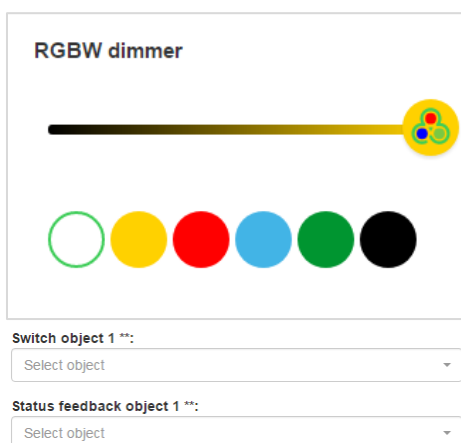 RGBW dimmer
Switch object 1 **:
Select object
Status feedback object 1 **:
Select object